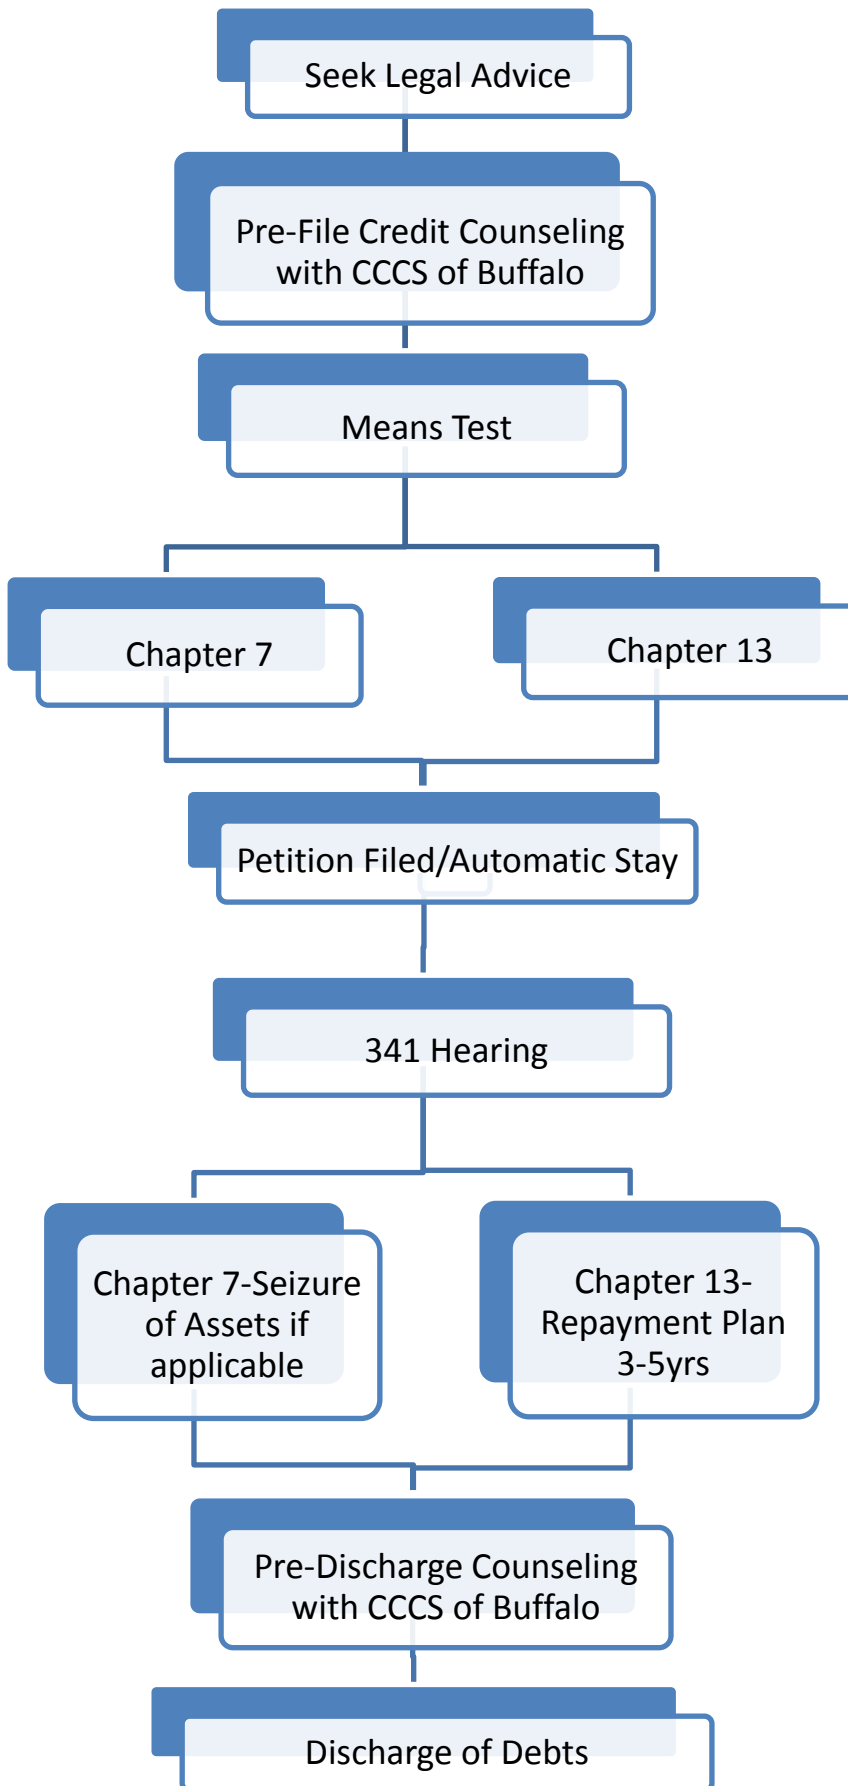 Seek Legal Advice
Pre-File Credit Counseling
with CCCS of Buffalo
Means Test
Chapter 7
Chapter 13
Petition Filed/Automatic Stay
341 Hearing
Chapter 7-Seizure
of Assets if
applicable
Chapter 13-
Repayment Plan
3-5yrs
Pre-Discharge Counseling
with CCCS of Buffalo
Discharge of Debts